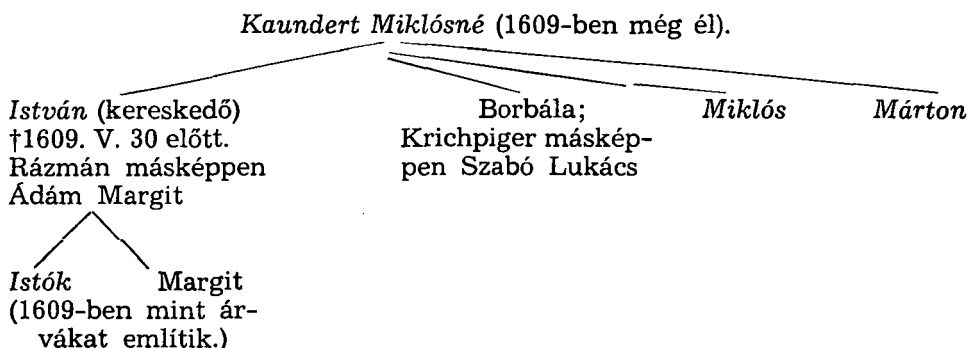 Kaundert Miklósné (1609-ben még él).
István (kereskedő)
†1609. V. 30 előtt.
Rázmán másképpen
Ádám Margit
Borbála;
Krichpiger máskép-
pen Szabó Lukács
Miklós
Márton
Istók Margit
(1609-ben mint ár-
vákat említik.)